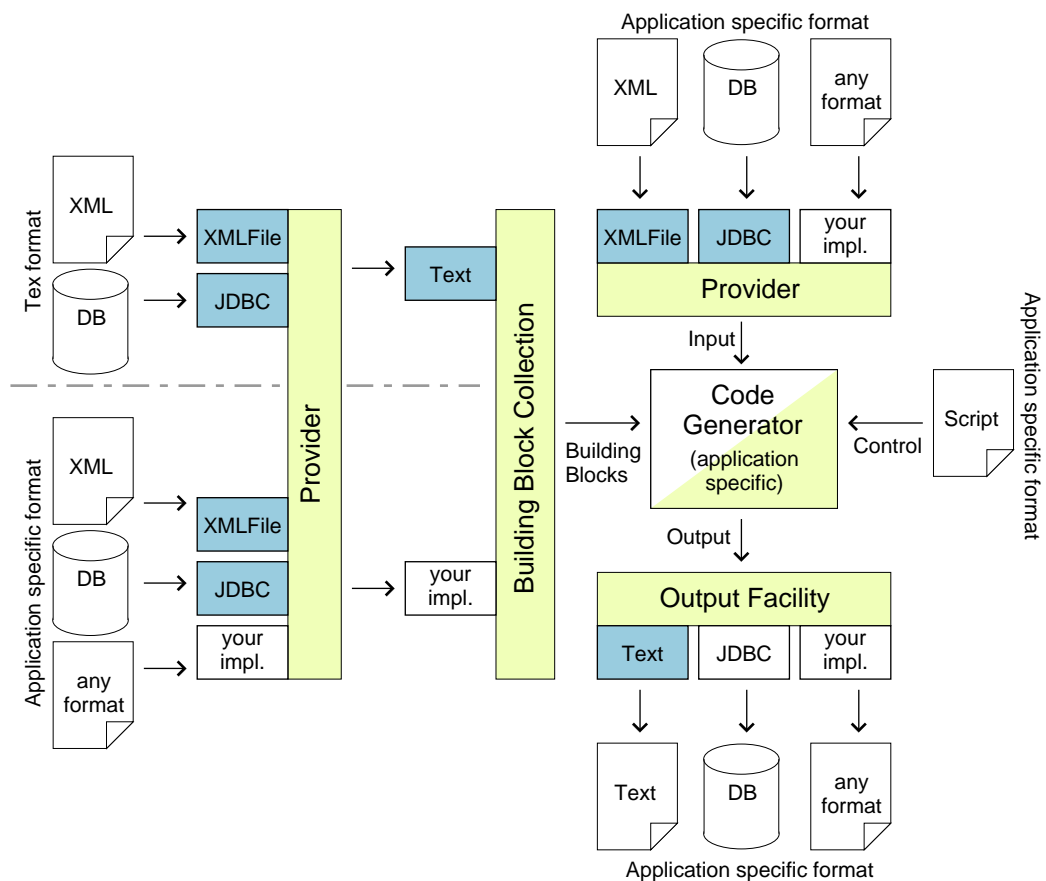 Application specific format
XML
DB
any
format
XMLFile
JDBC
your
impl.
Provider
Input
Tex format
XML
DB
XMLFile
JDBC
Text
Application specific format
XML
DB
any
format
XMLFile
JDBC
your
impl.
Provider
your
impl.
Building Block Collection
Building
Blocks
Code
Generator
(application
specific)
Control
Script
Application specific format
Output
Output Facility
Text
JDBC
your
impl.
Text
DB
any
format
Application specific format